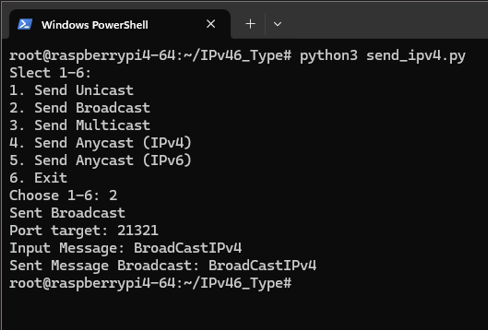 Windows PowerShell
root@raspberrypi4-64:~/IPv46_Type# python3 send_ipv4.py
Slect 1-6:
1. Send Unicast
2. Send Broadcast
3. Send Multicast
4. Send Anycast (IPv4)
5. Send Anycast (IPv6)
6. Exit
Choose 1-6: 2
Sent Broadcast
Port target: 21321
Input Message: BroadCastIPv4
Sent Message Broadcast: BroadCastIPv4
root@raspberrypi4-64:~/IPv46_Type#